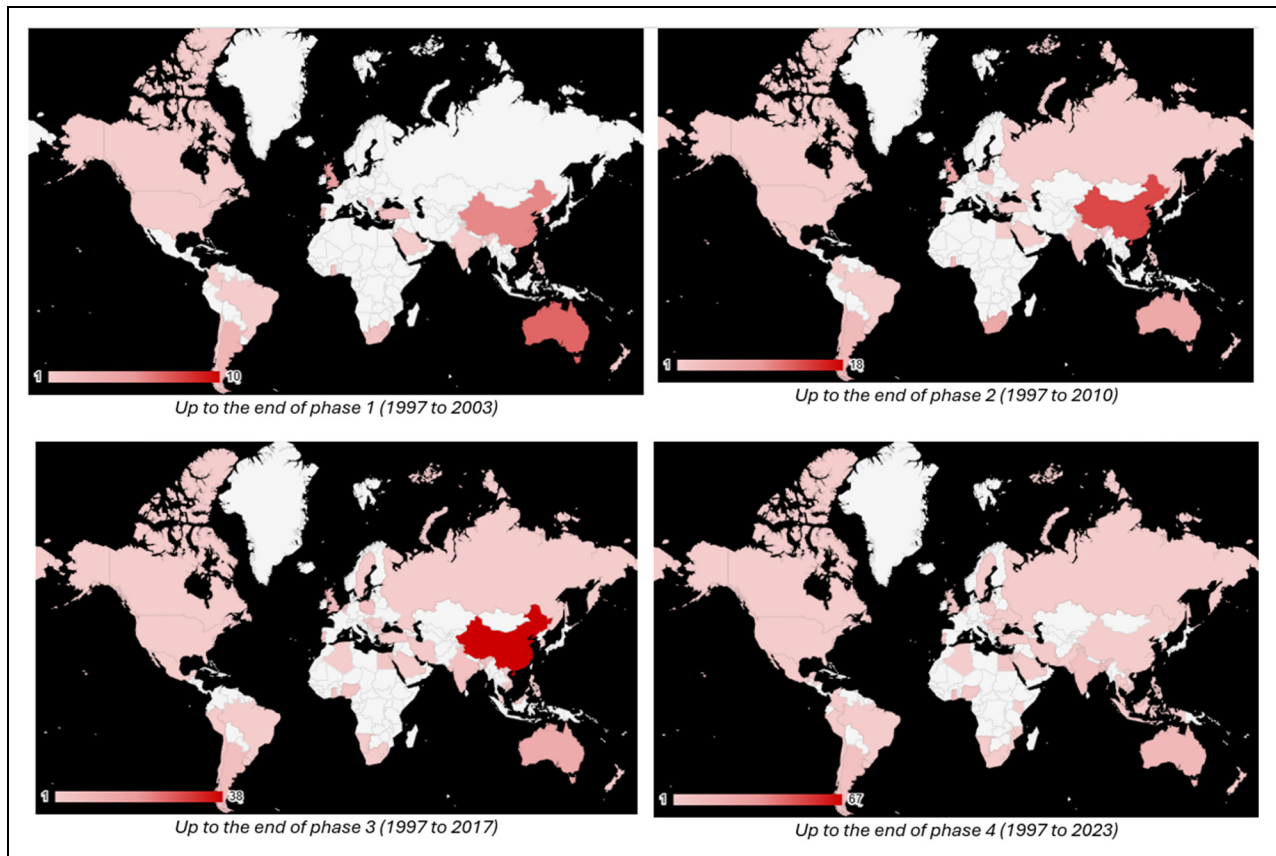 1 10
1 18
Up to the end of phase 1 (1997 to 2003)
Up to the end of phase 2 (1997 to 2010)
1 38
1 67
Up to the end of phase 3 (1997 to 2017)
Up to the end of phase 4 (1997 to 2023)